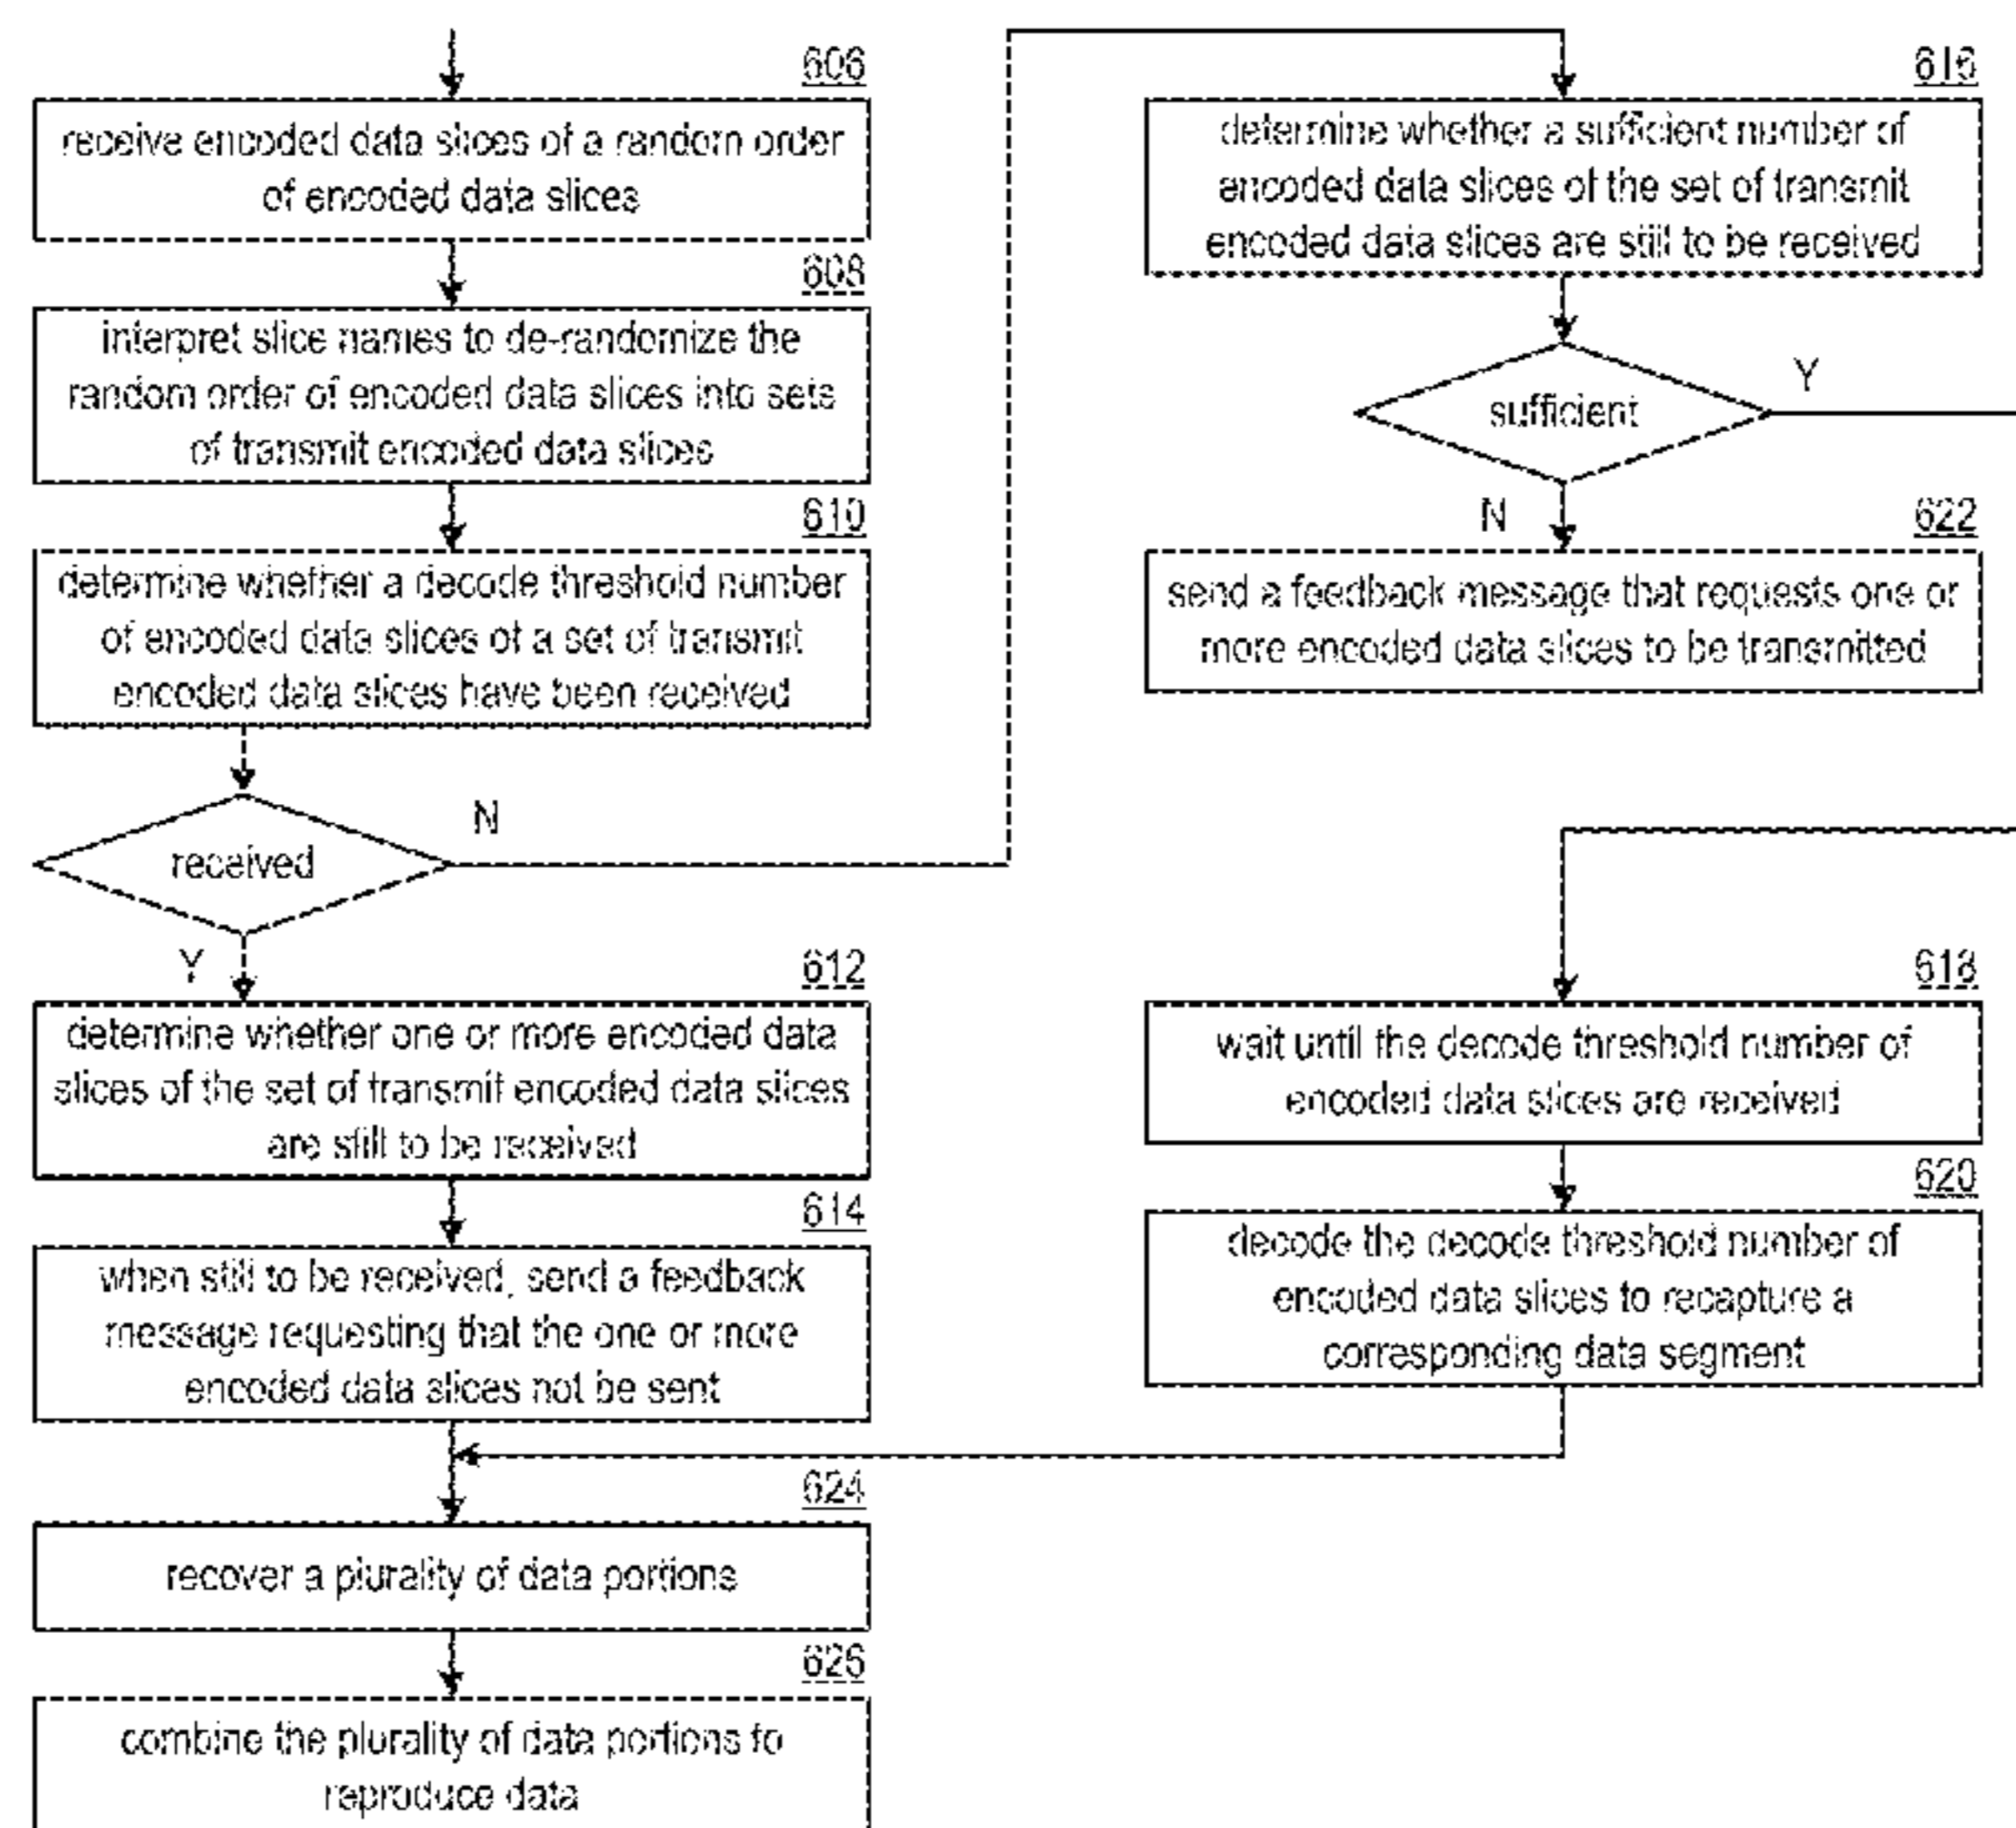 606
receive encoded data slices of a random order
of encoded data slices
608
interpret slice names to de-randomize the
random order of encoded data slices into sets
of transmit encoded data slices
610
determine whether a decode threshold number
of encoded data slices of a set of transmit
encoded data slices have been received
received
N
Y
612
determine whether one or more encoded data
slices of the set of transmit encoded data slices
are still to be received
614
when still to be received, send a feedback
message requesting that the one or more
encoded data slices not be sent
624
recover a plurality of data portions
626
combine the plurality of data portions to
reproduce data
616
determine whether a sufficient number of
encoded data slices of the set of transmit
encoded data slices are still to be received
sufficient
Y
N
622
send a feedback message that requests one or
more encoded data slices to be transmitted
618
wait until the decode threshold number of
encoded data slices are received
620
decode the decode threshold number of
encoded data slices to recapture a
corresponding data segment